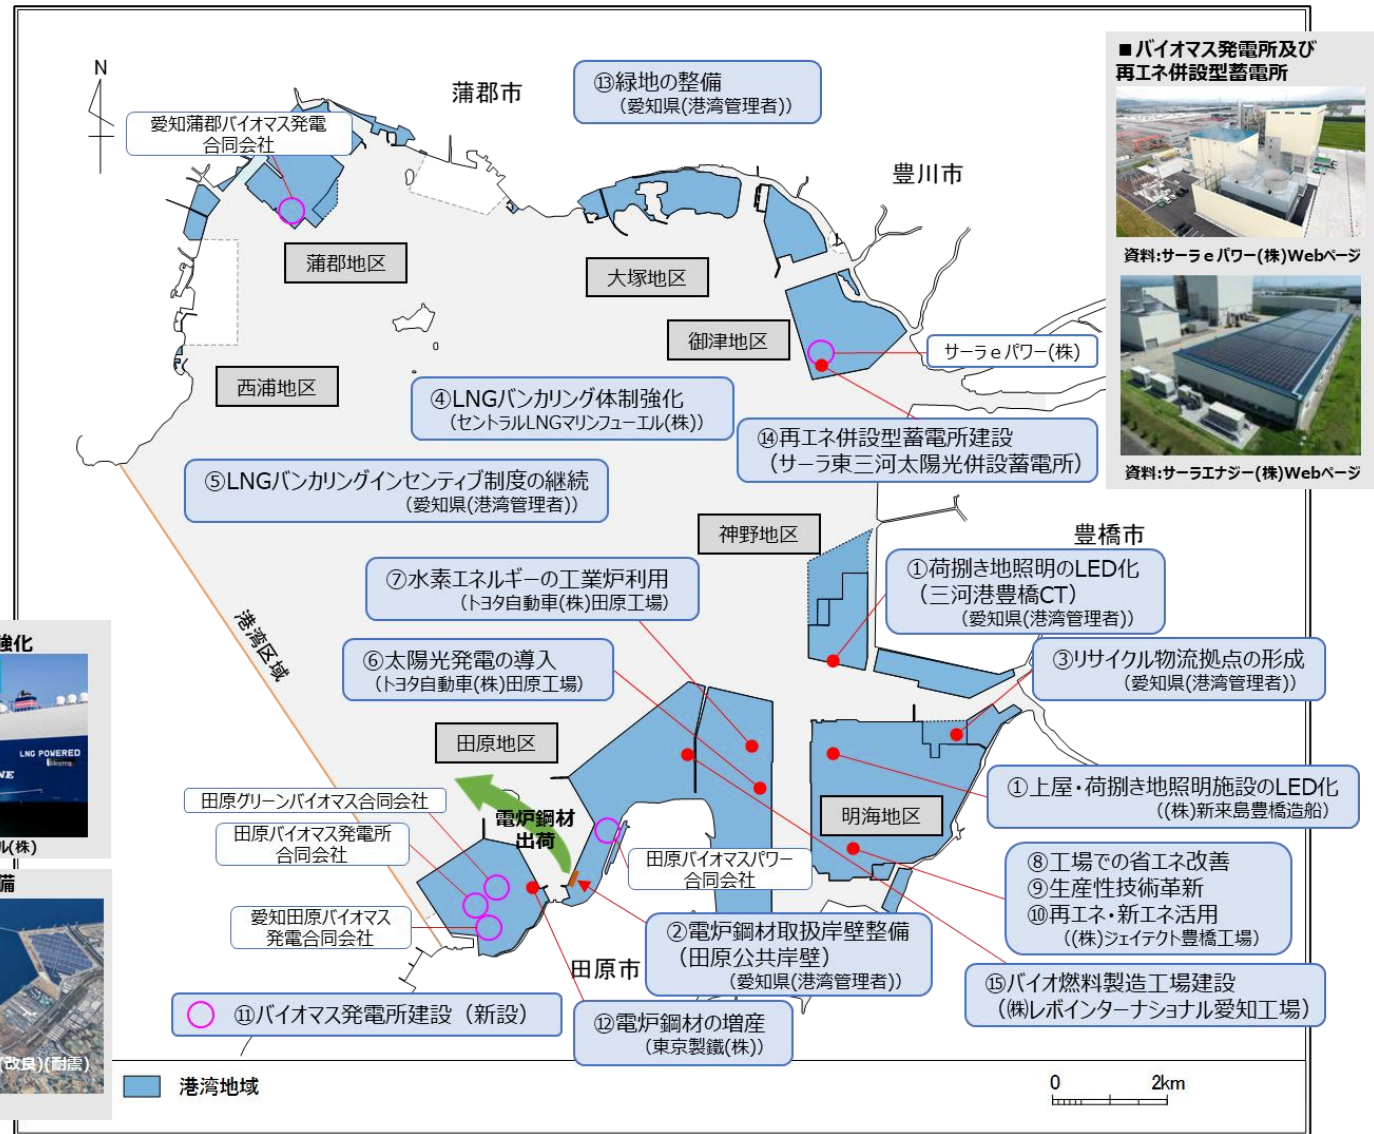 ■バイオマス発電所及び
再エネ併設型蓄電所
資料:サーラeパワー(株)Webページ
資料:サーラエナジー(株)Webページ
N
蒲郡市
⑬緑地の整備
(愛知県(港湾管理者))
愛知蒲郡バイオマス発電
合同会社
豊川市
蒲郡地区
大塚地区
御津地区
サーラeパワー(株)
西浦地区
④LNGバンカリング体制強化
(セントラルLNGマリンフューエル(株))
⑭再エネ併設型蓄電所建設
(サーラ東三河太陽光併設蓄電所)
⑤LNGバンカリングインセンティブ制度の継続
(愛知県(港湾管理者))
神野地区
豊橋市
⑦水素エネルギーの工業炉利用
(トヨタ自動車(株)田原工場)
①荷捌き地照明のLED化
(三河港豊橋CT)
(愛知県(港湾管理者))
港湾区域
強化
⑥太陽光発電の導入
(トヨタ自動車(株)田原工場)
③リサイクル物流拠点の形成
(愛知県(港湾管理者))
LNG POWERED
NE
ル(株)
田原地区
田原グリーンバイオマス合同会社
電炉鋼材
出荷
①上屋・荷捌き地照明施設のLED化
((株)新来島豊橋造船)
明海地区
田原バイオマス発電所
合同会社
田原バイオマスパワー
合同会社
⑧工場での省エネ改善
⑨生産性技術革新
⑩再エネ・新エネ活用
((株)ジェイテクト豊橋工場)
備
愛知田原バイオマス
発電合同会社
②電炉鋼材取扱岸壁整備
(田原公共岸壁)
(愛知県(港湾管理者))
田原市
⑮バイオ燃料製造工場建設
(㈱レボインターナショナル愛知工場)
⑪バイオマス発電所建設(新設)
⑫電炉鋼材の増産
(東京製鐵(株))
(改良)(耐震)
港湾地域
0 2km